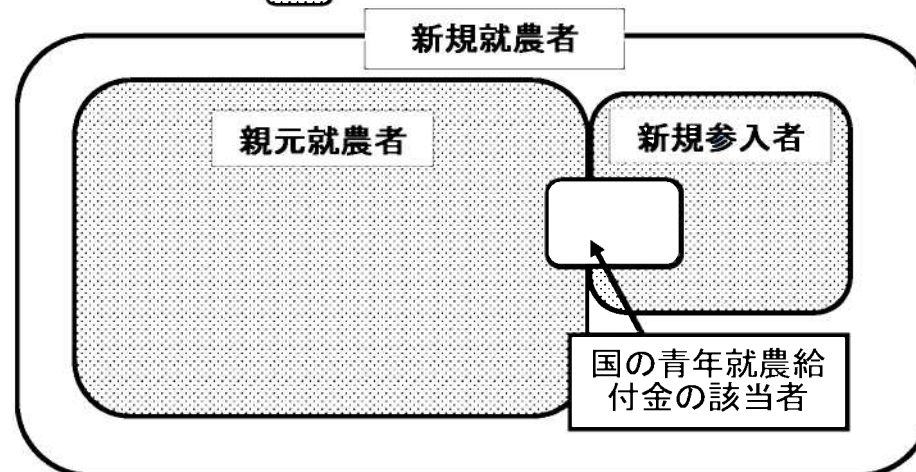 新規就農者
親元就農者
新規参入者
国の青年就農給
付金の該当者